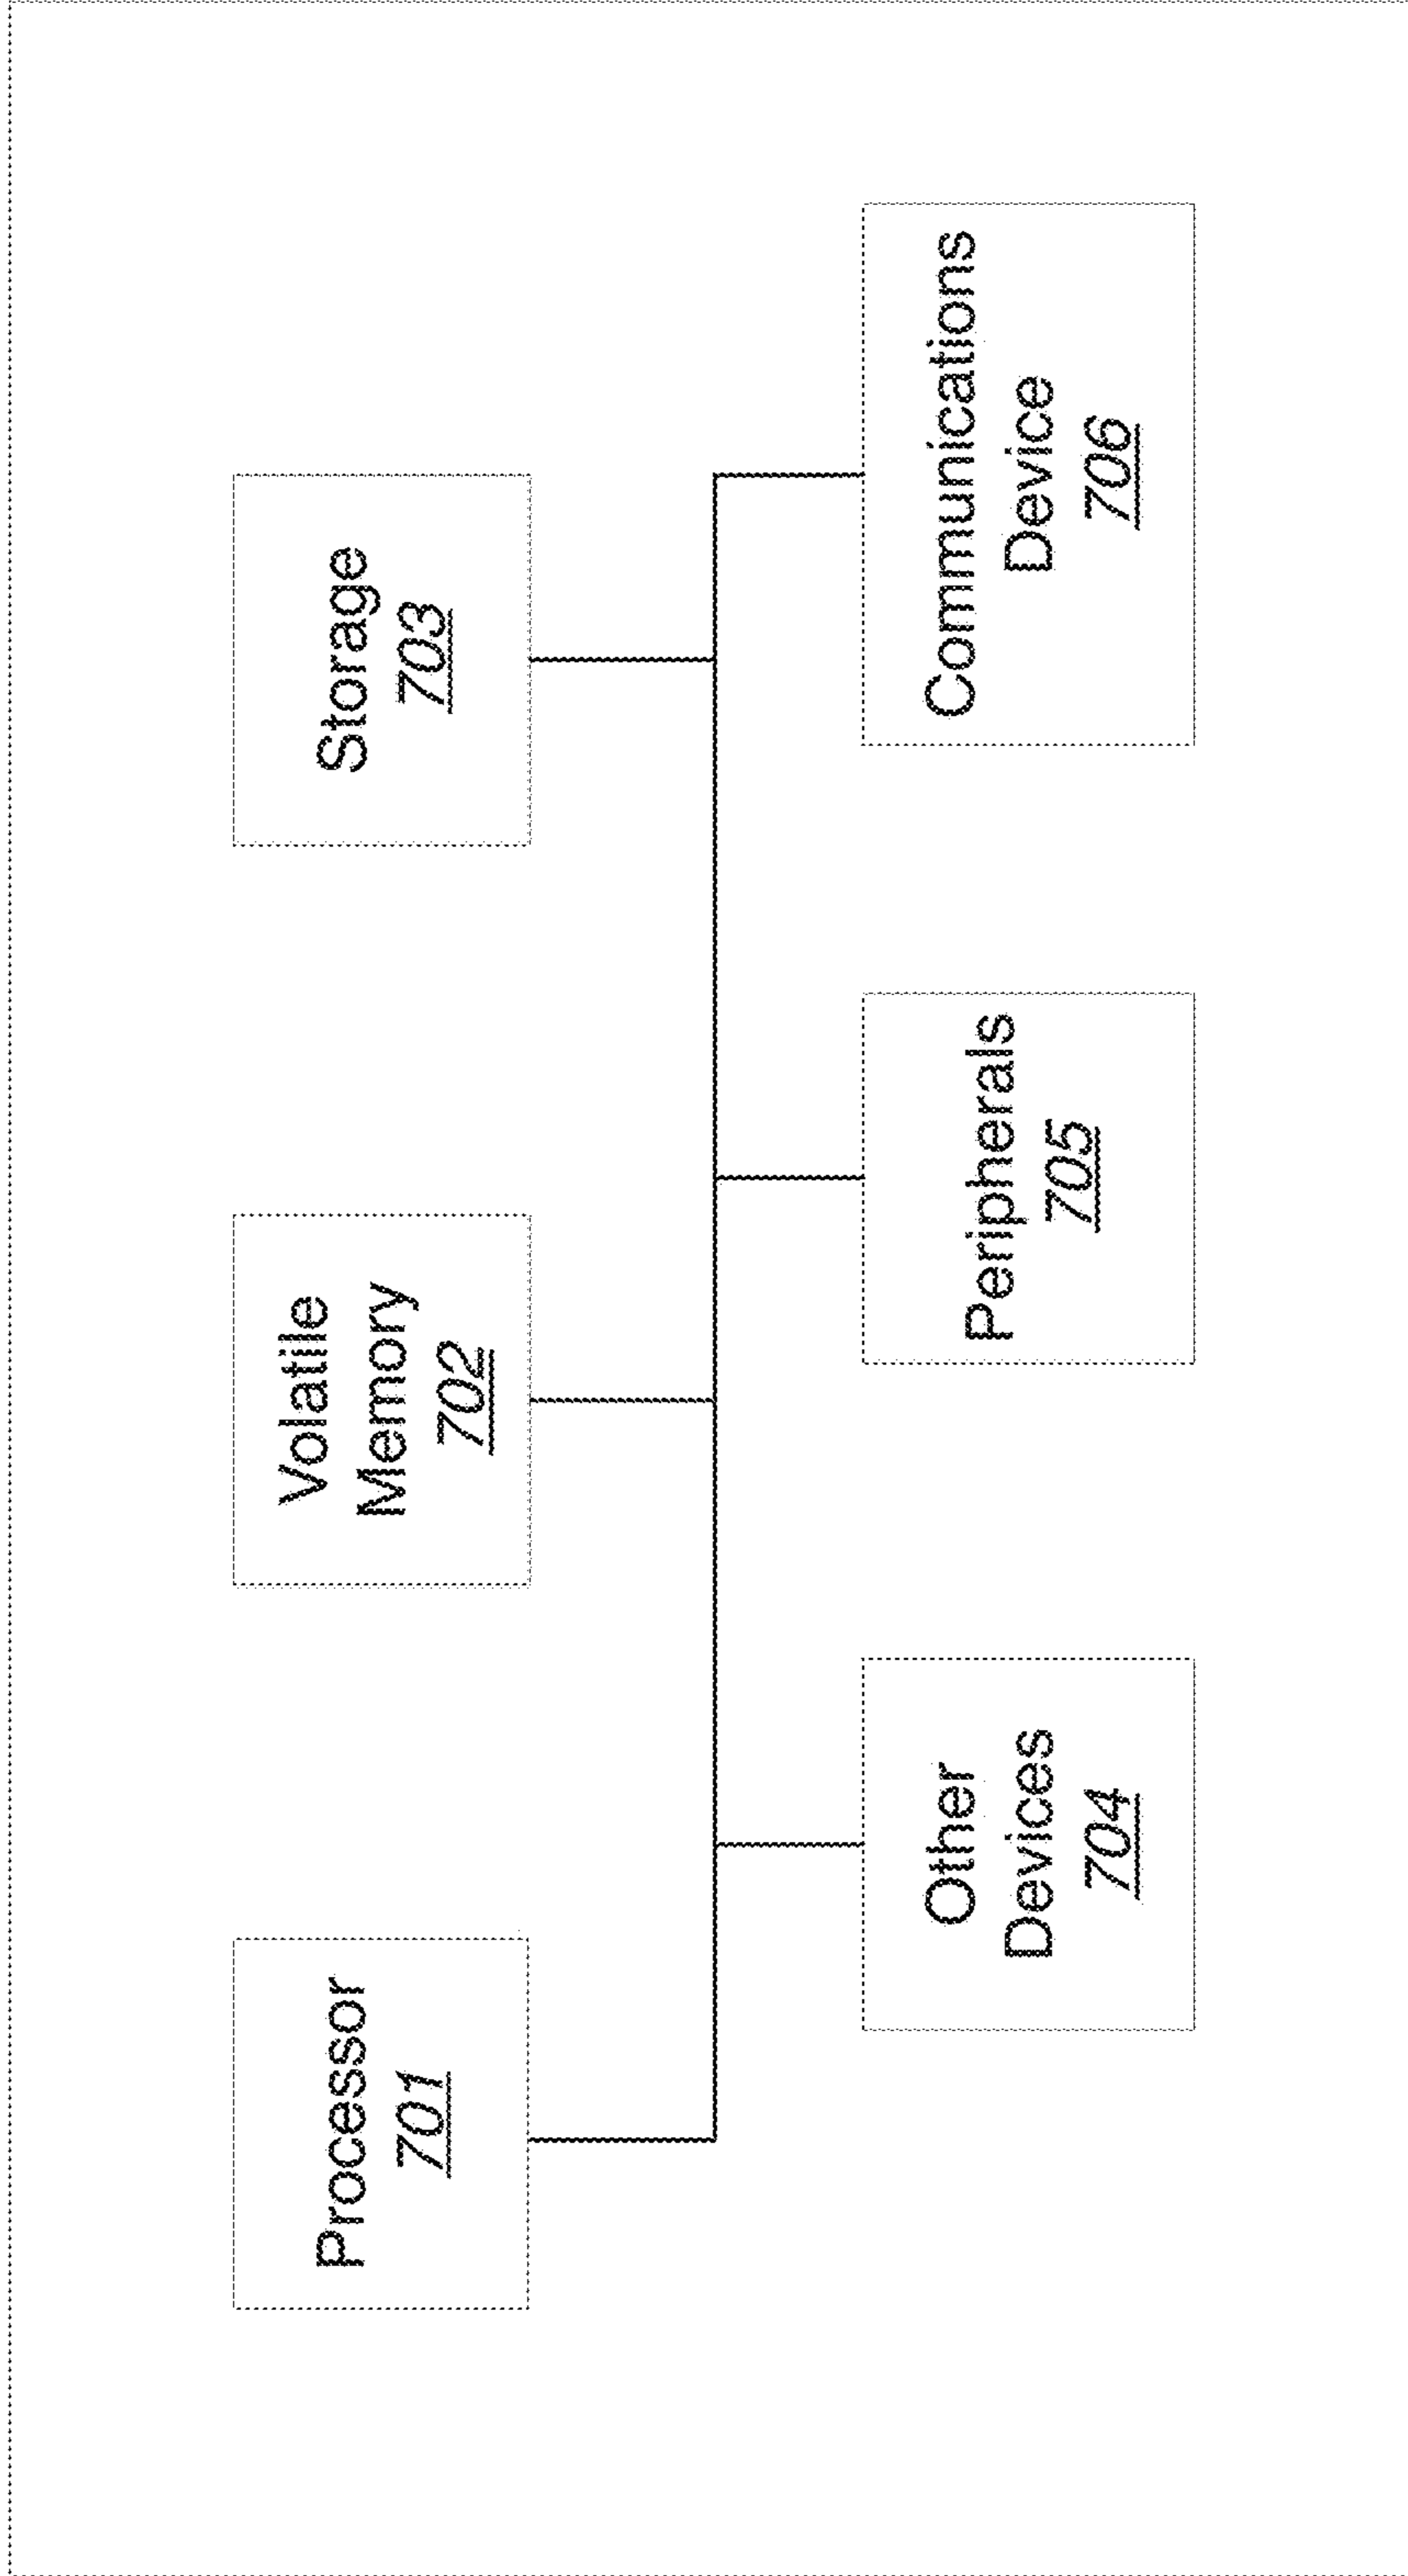 Processor
701
Volatile
Memory
702
Storage
703
Other
Devices
704
Peripherals
705
Communications
Device
706